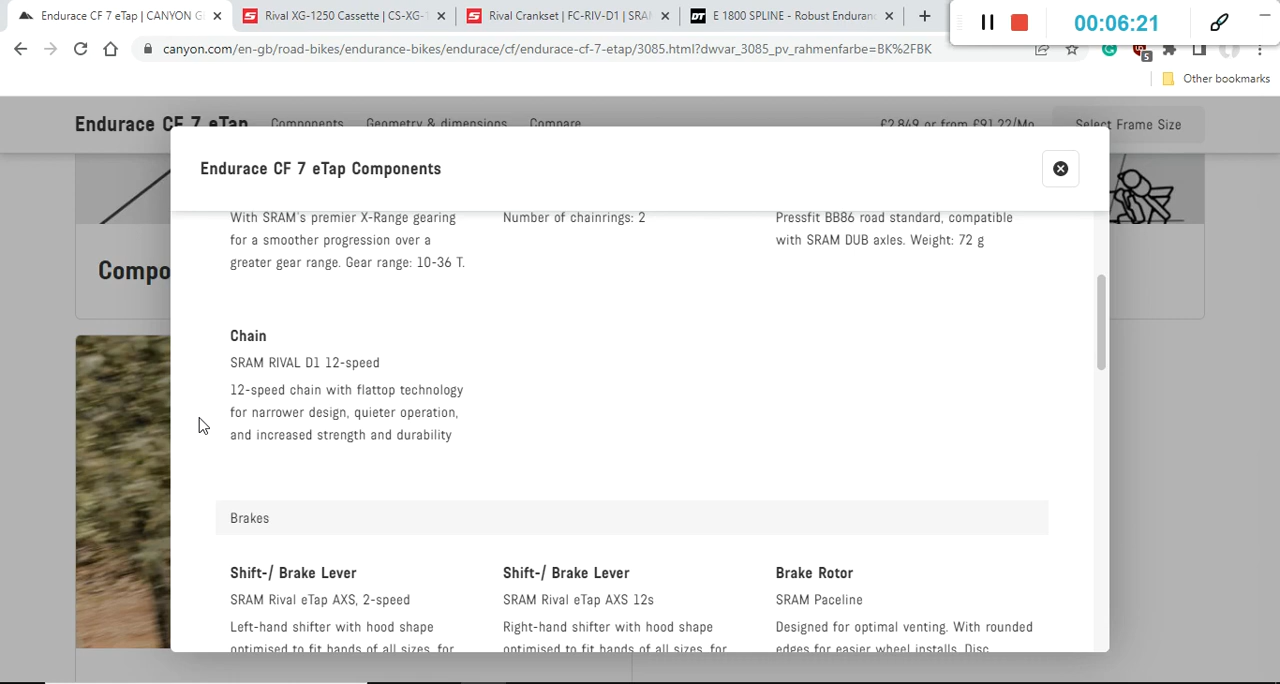 Endurace CF 7 eTap | CANYON G
Rival XG-1250 Cassette | CS-XG-
Rival Crankset | FC-RIV-D1 | SRA
E 1800 SPLINE - Robust Enduranc
00:06:21
canyon.com/en-gb/road-bikes/endurance-bikes/endurace/cf/endurace-cf-7-etap/3085.html?dwvar_3085_pv_rahmenfarbe=BK%2FBK
5
Other bookmarks
Endurace CF 7 eTap
Components
Geometry & dimensions
Compare
£2,849 or from £91.22/Mo
Select Frame Size
Compo
Endurace CF 7 eTap Components
With SRAM's premier X-Range gearing
for a smoother progression over a
greater gear range. Gear range: 10-36 T.
Number of chainrings: 2
Pressfit BB86 road standard, compatible
with SRAM DUB axles. Weight: 72 g
Chain
SRAM RIVAL D1 12-speed
12-speed chain with flattop technology
for narrower design, quieter operation,
and increased strength and durability
Brakes
Shift-/ Brake Lever
SRAM Rival eTap AXS, 2-speed
Left-hand shifter with hood shape
optimised to fit hands of all sizes, for
Shift-/ Brake Lever
SRAM Rival eTap AXS 12s
Right-hand shifter with hood shape
optimised to fit hands of all sizes, for
Brake Rotor
SRAM Paceline
Designed for optimal venting. With rounded
edges for easier wheel installs. Disc